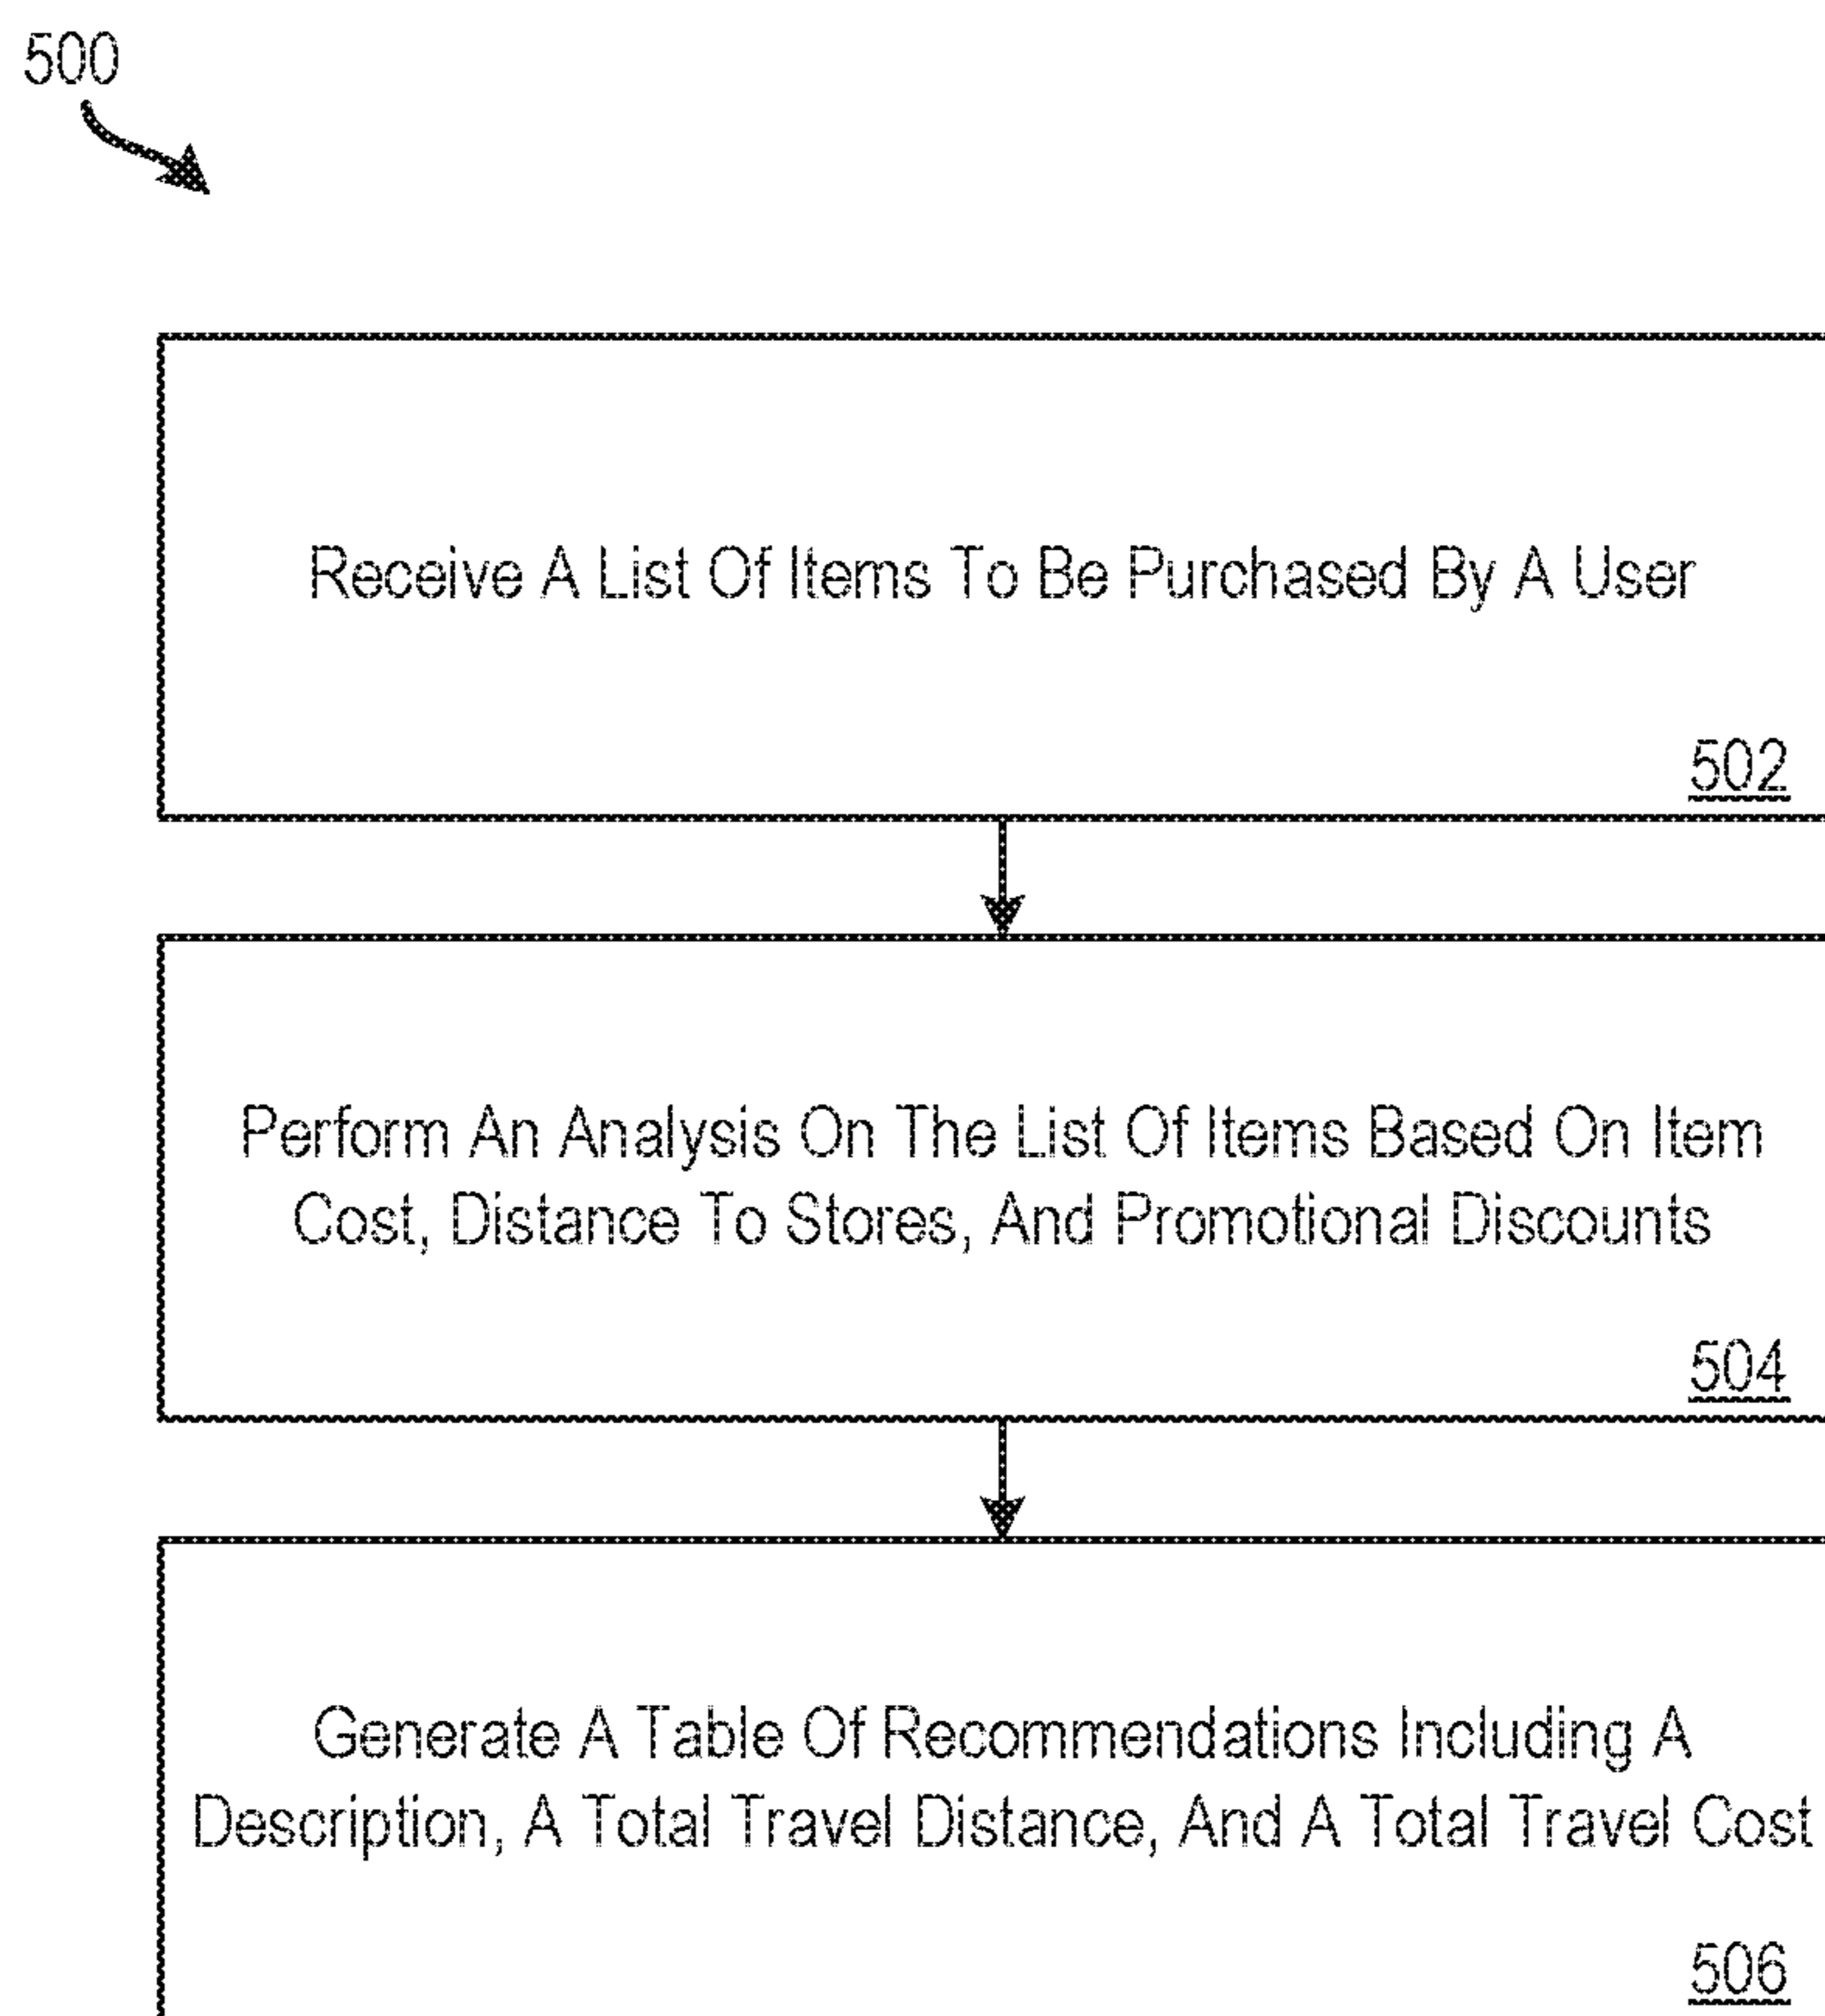 500
Receive A List Of Items To Be Purchased By A User
502
Perform An Analysis On The List Of Items Based On Item
Cost, Distance To Stores, And Promotional Discounts
504
Generate A Table Of Recommendations Including A
Description, A Total Travel Distance, And A Total Travel Cost
506